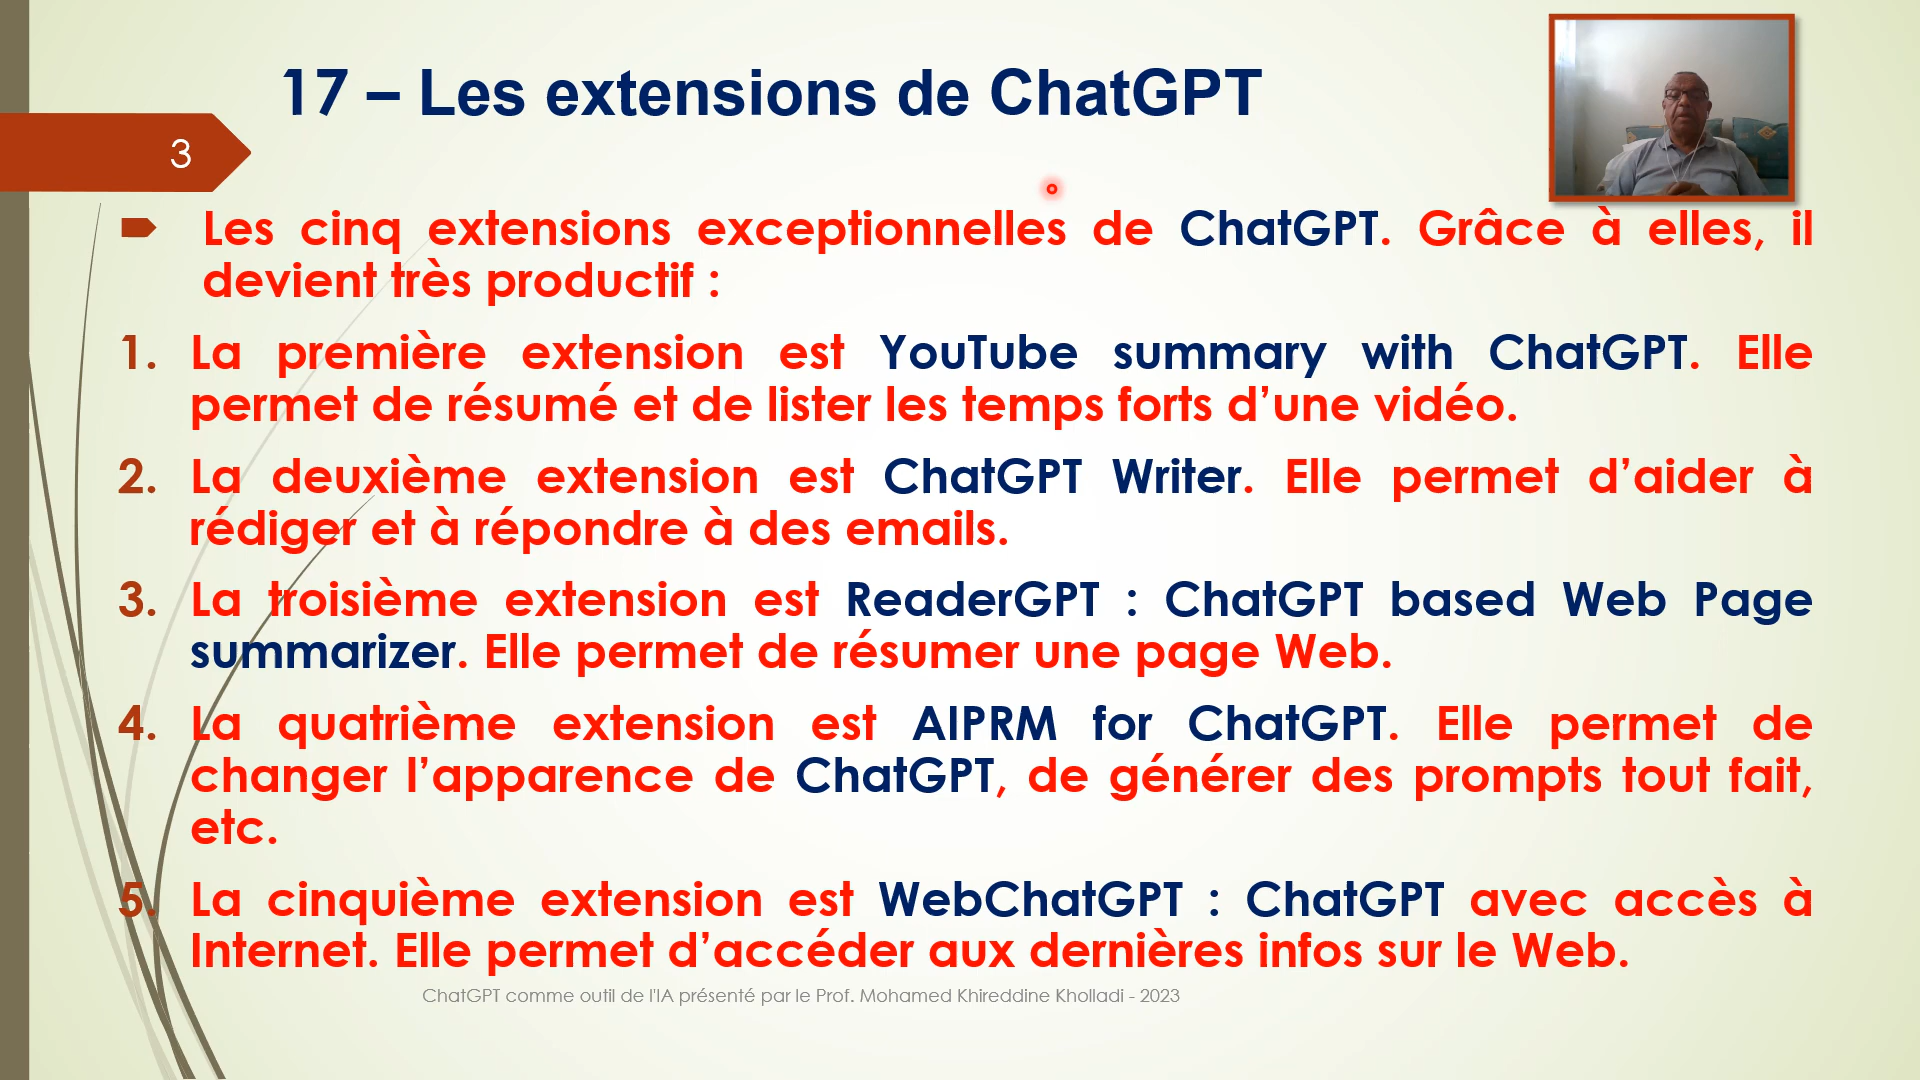 17 – Les extensions de ChatGPT
3
Les cinq extensions exceptionnelles de ChatGPT. Grâce à elles, il
devient très productif :
1. La première extension est YouTube summary with ChatGPT. Elle
permet de résumé et de lister les temps forts d’une vidéo.
2. La deuxième extension est ChatGPT Writer. Elle permet d’aider à
rédiger et à répondre à des emails.
3. La troisième extension est ReaderGPT : ChatGPT based Web Page
summarizer. Elle permet de résumer une page Web.
4. La quatrième extension est AIPRM for ChatGPT. Elle permet de
changer l’apparence de ChatGPT, de générer des prompts tout fait,
etc.
5. La cinquième extension est WebChatGPT : ChatGPT avec accès à
Internet. Elle permet d’accéder aux dernières infos sur le Web.
ChatGPT comme outil de l'IA présenté par le Prof. Mohamed Khireddine Kholladi - 2023